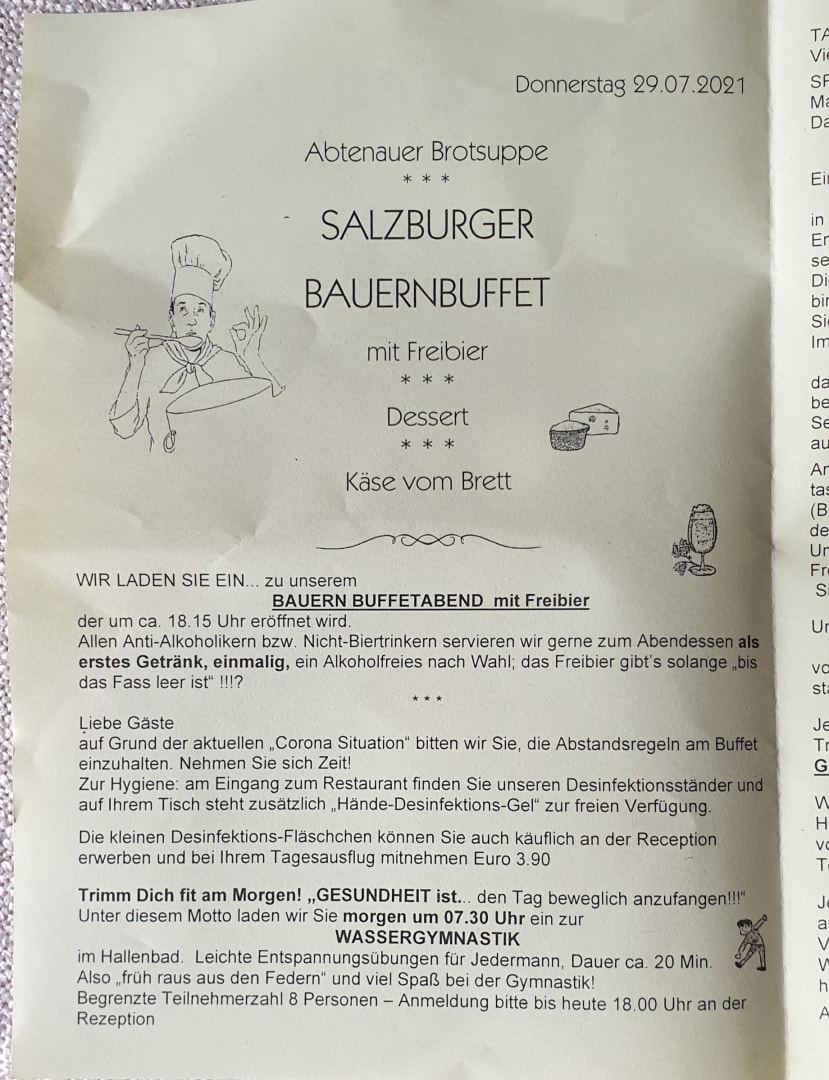 Donnerstag 29.07.2021
Abtenauer Brotsuppe
* * *
SALZBURGER
BAUERNBUFFET
mit Freibier
* * *
Dessert
* * *
Käse vom Brett
WIR LADEN SIE EIN... zu unserem
BAUERN BUFFETABEND mit Freibier
der um ca. 18.15 Uhr eröffnet wird.
Allen Anti-Alkoholikern bzw. Nicht-Biertrinkern servieren wir gerne zum Abendessen als
erstes Getränk, einmalig, ein Alkoholfreies nach Wahl; das Freibier gibt's solange „bis
das Fass leer ist“ !!!?
* * *
Liebe Gäste
auf Grund der aktuellen „Corona Situation“ bitten wir Sie, die Abstandsregeln am Buffet
einzuhalten. Nehmen Sie sich Zeit!
Zur Hygiene: am Eingang zum Restaurant finden Sie unseren Desinfektionsständer und
auf Ihrem Tisch steht zusätzlich „Hände-Desinfektions-Gel“ zur freien Verfügung.
Die kleinen Desinfektions-Fläschchen können Sie auch käuflich an der Reception
erwerben und bei Ihrem Tagesausflug mitnehmen Euro 3.90
Trimm Dich fit am Morgen! „GESUNDHEIT ist... den Tag beweglich anzufangen!!!“
Unter diesem Motto laden wir Sie morgen um 07.30 Uhr ein zur
WASSERGYMNASTIK
im Hallenbad. Leichte Entspannungsübungen für Jedermann, Dauer ca. 20 Min.
Also „früh raus aus den Federn“ und viel Spaß bei der Gymnastik!
Begrenzte Teilnehmerzahl 8 Personen – Anmeldung bitte bis heute 18.00 Uhr an der
Rezeption